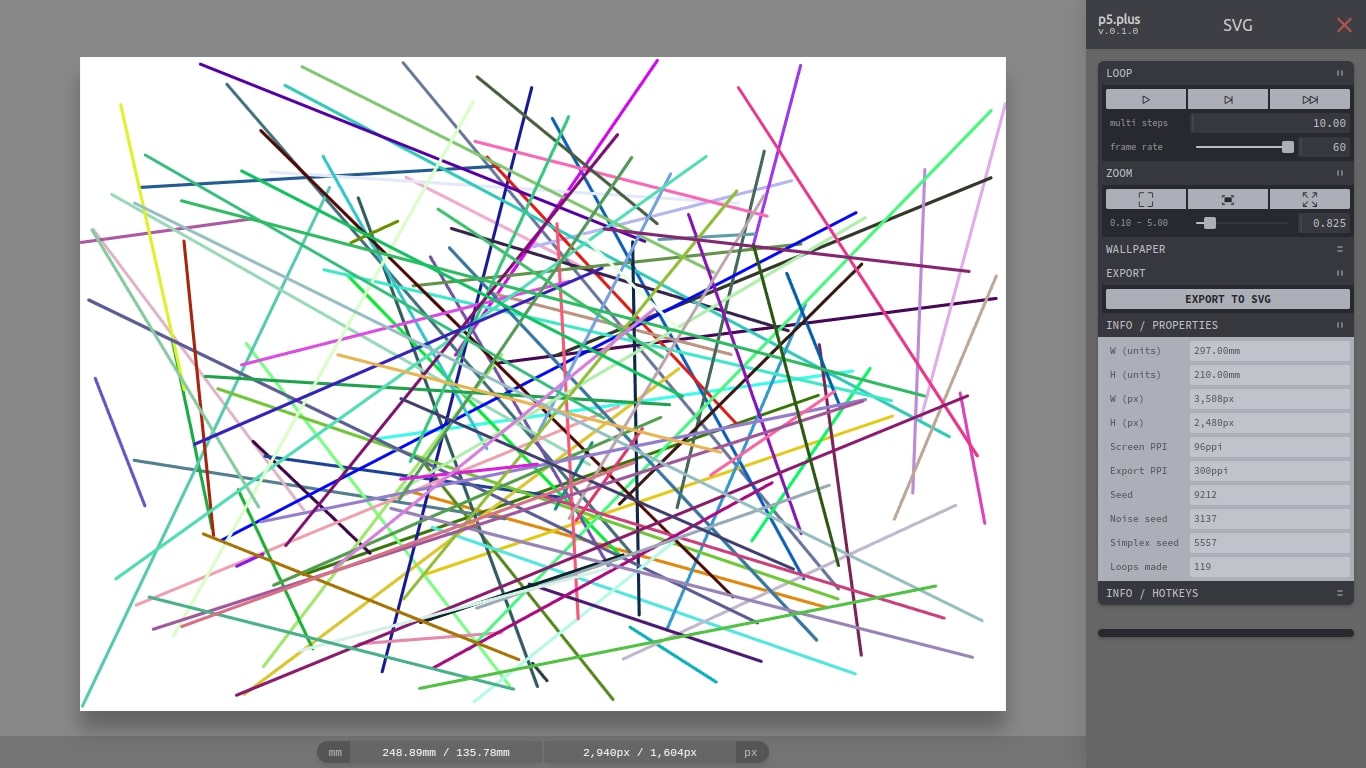 p5.plus
v.0.1.0
SVG
LOOP
multi steps 10.00
frame rate 60
ZOOM
0.10 - 5.00 0.825
WALLPAPER
EXPORT
EXPORT TO SVG
INFO / PROPERTIES
W (units) 297.00mm
H (units) 210.00mm
W (px) 3,508px
H (px) 2,480px
Screen PPI 96ppi
Export PPI 300ppi
Seed 9212
Noise seed 3137
Simplex seed 5557
Loops made 119
INFO / HOTKEYS
mm 248.89mm / 135.78mm 2,940px / 1,604px px